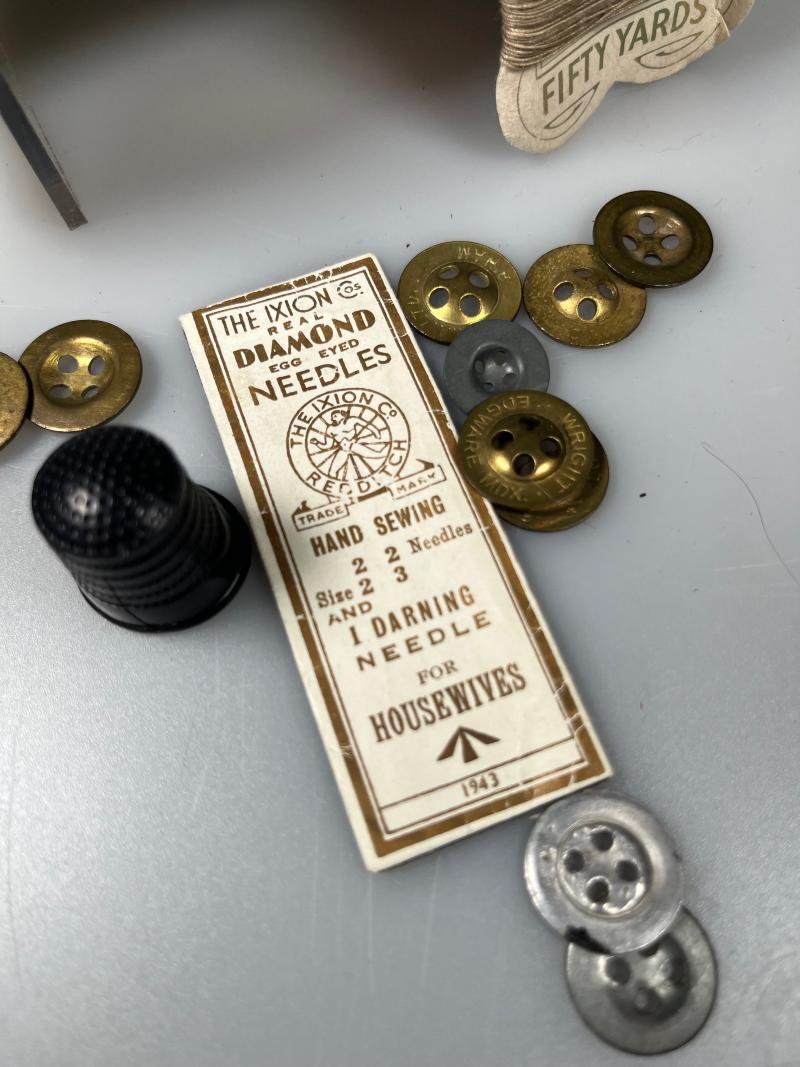 FIFTY YARDS
THE IXION Cos
REAL
DIAMOND
EGG EYED
NEEDLES
THE IXION Co
REDDITCH
TRADE MARK
HAND SEWING
2 2 Needles
Size 2 3
AND
1 DARNING
NEEDLE
FOR
HOUSEWIVES
1943
WRIGHT
EDGWARE MDX.